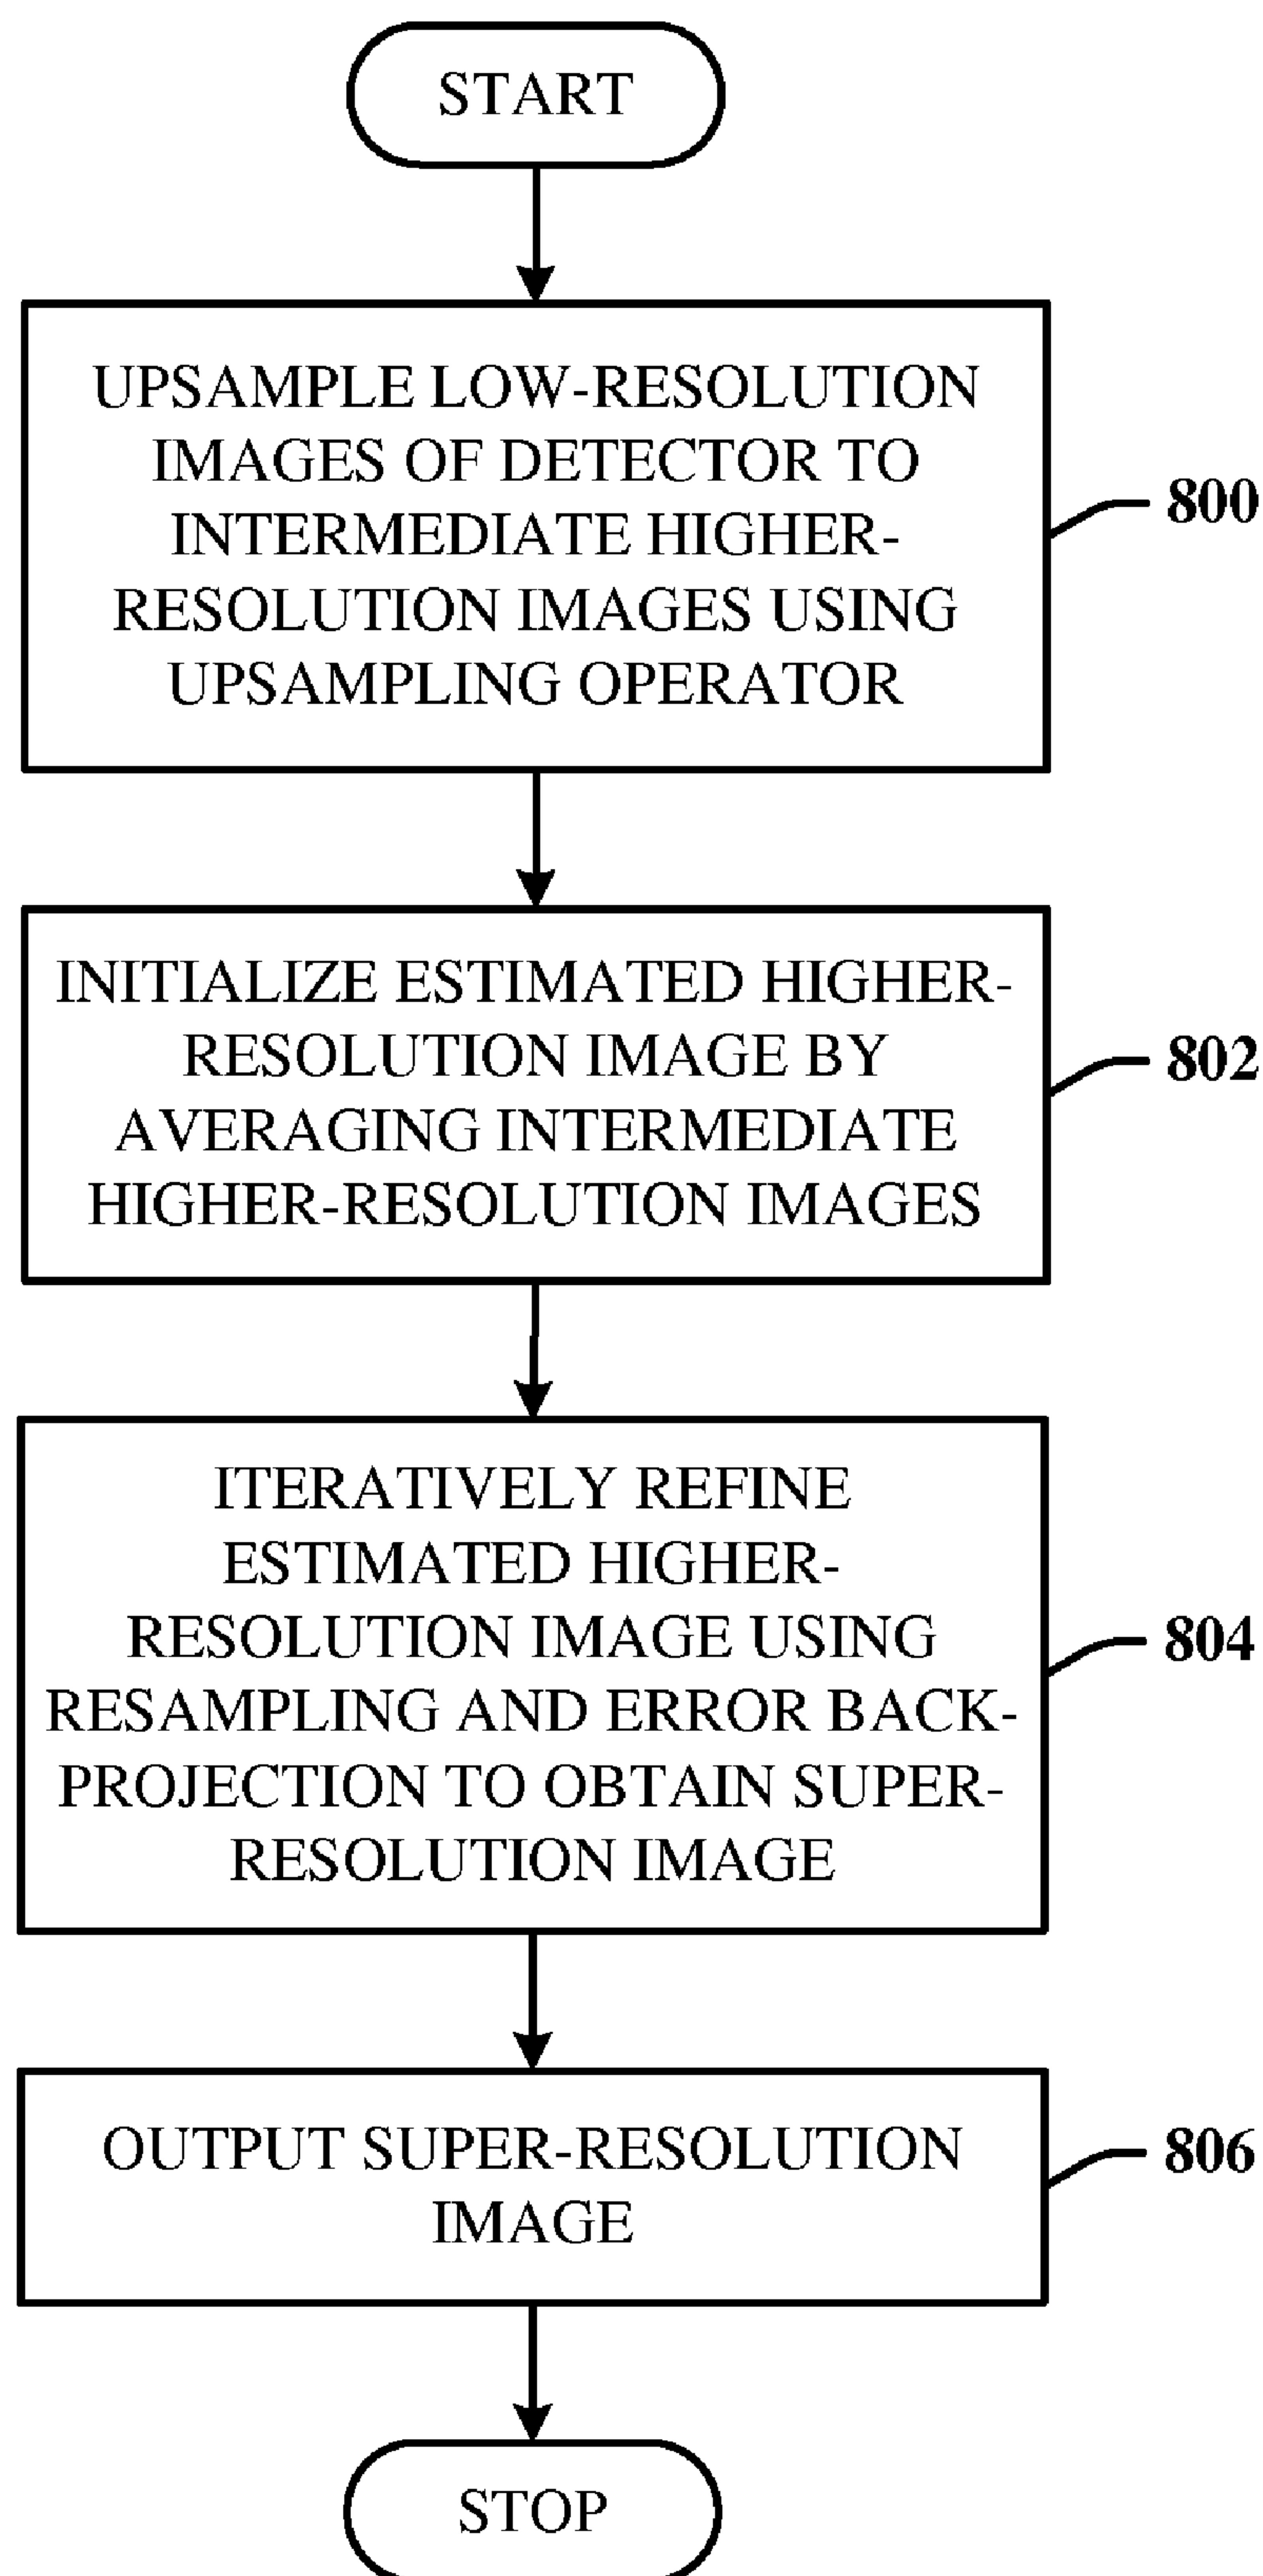 START
UPSAMPLE LOW-RESOLUTION
IMAGES OF DETECTOR TO
INTERMEDIATE HIGHER-
RESOLUTION IMAGES USING
UPSAMPLING OPERATOR
800
INITIALIZE ESTIMATED HIGHER-
RESOLUTION IMAGE BY
AVERAGING INTERMEDIATE
HIGHER-RESOLUTION IMAGES
802
ITERATIVELY REFINE
ESTIMATED HIGHER-
RESOLUTION IMAGE USING
RESAMPLING AND ERROR BACK-
PROJECTION TO OBTAIN SUPER-
RESOLUTION IMAGE
804
OUTPUT SUPER-RESOLUTION
IMAGE
806
STOP